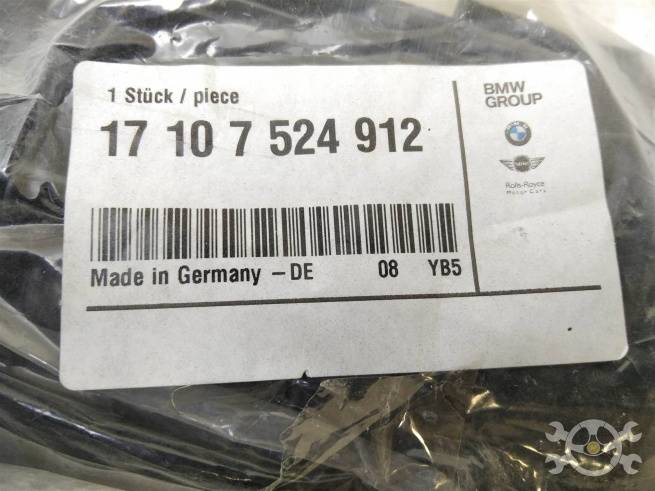 1 Stück / piece
17 10 7 524 912
Made in Germany – DE 08 YB5
BMW
GROUP
Rolls-Royce
Motor Cars